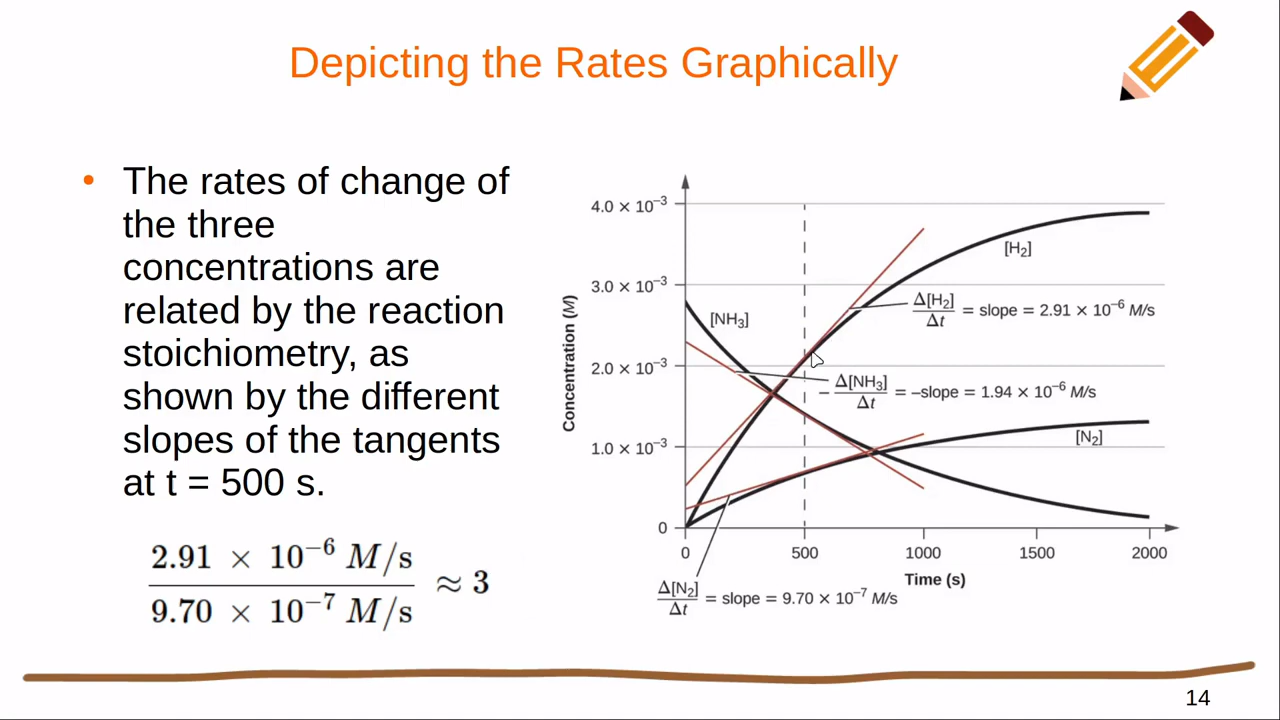 Depicting the Rates Graphically
• The rates of change of
the three
concentrations are
related by the reaction
stoichiometry, as
shown by the different
slopes of the tangents
at t = 500 s.
2.91 × 10⁻⁶ M/s
9.70 × 10⁻⁷ M/s
≈ 3
Concentration (M)
4.0 × 10⁻³
3.0 × 10⁻³
2.0 × 10⁻³
1.0 × 10⁻³
0
[NH₃]
[H₂]
Δ[H₂]/Δt = slope = 2.91 × 10⁻⁶ M/s
−Δ[NH₃]/Δt = –slope = 1.94 × 10⁻⁶ M/s
[N₂]
0 500 1000 1500 2000
Time (s)
Δ[N₂]/Δt = slope = 9.70 × 10⁻⁷ M/s
14